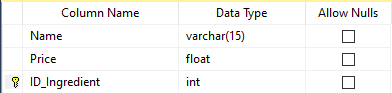 Column Name Data Type Allow Nulls
Name varchar(15)
Price float
ID_Ingredient int